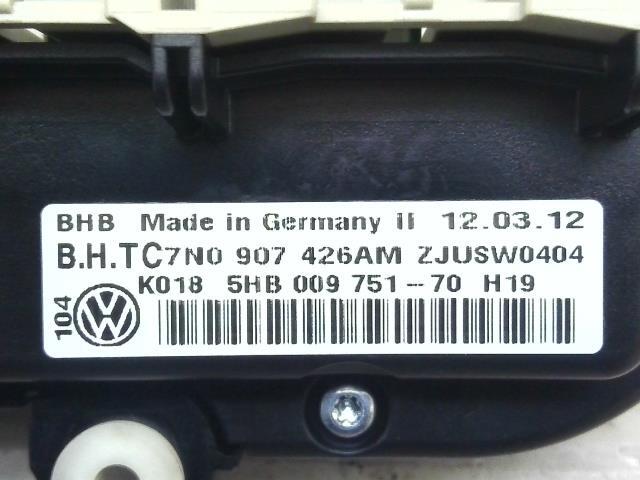 BHB Made in Germany II 12.03.12
B.H.TC7N0 907 426AM ZJUSW0404
K018 5HB 009 751-70 H19
104